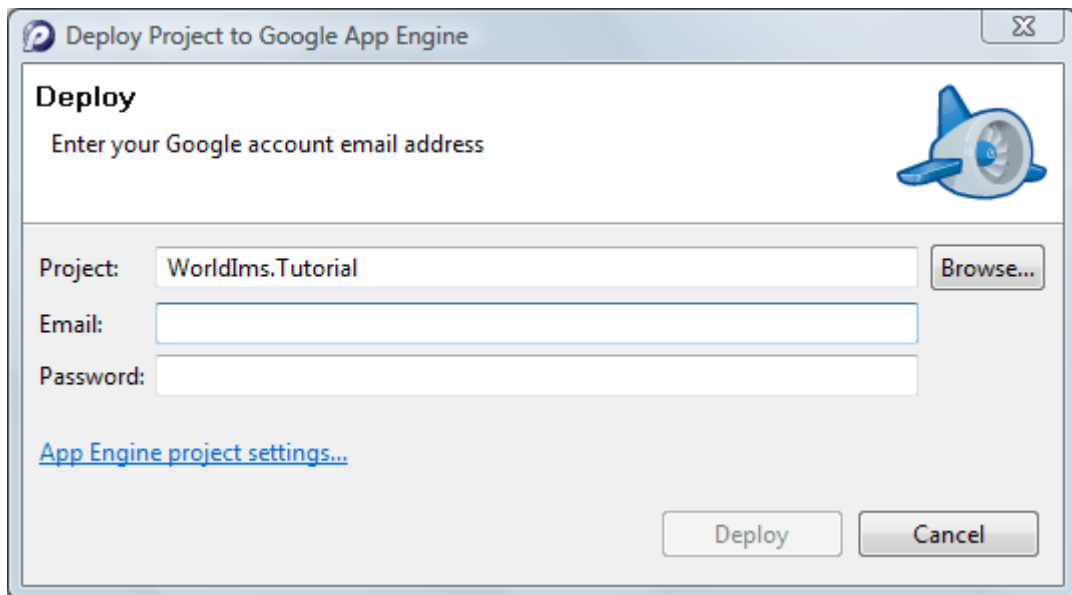 Deploy Project to Google App Engine
Deploy
Enter your Google account email address
Project: WorldIms.Tutorial Browse...
Email:
Password:
App Engine project settings...
Deploy Cancel